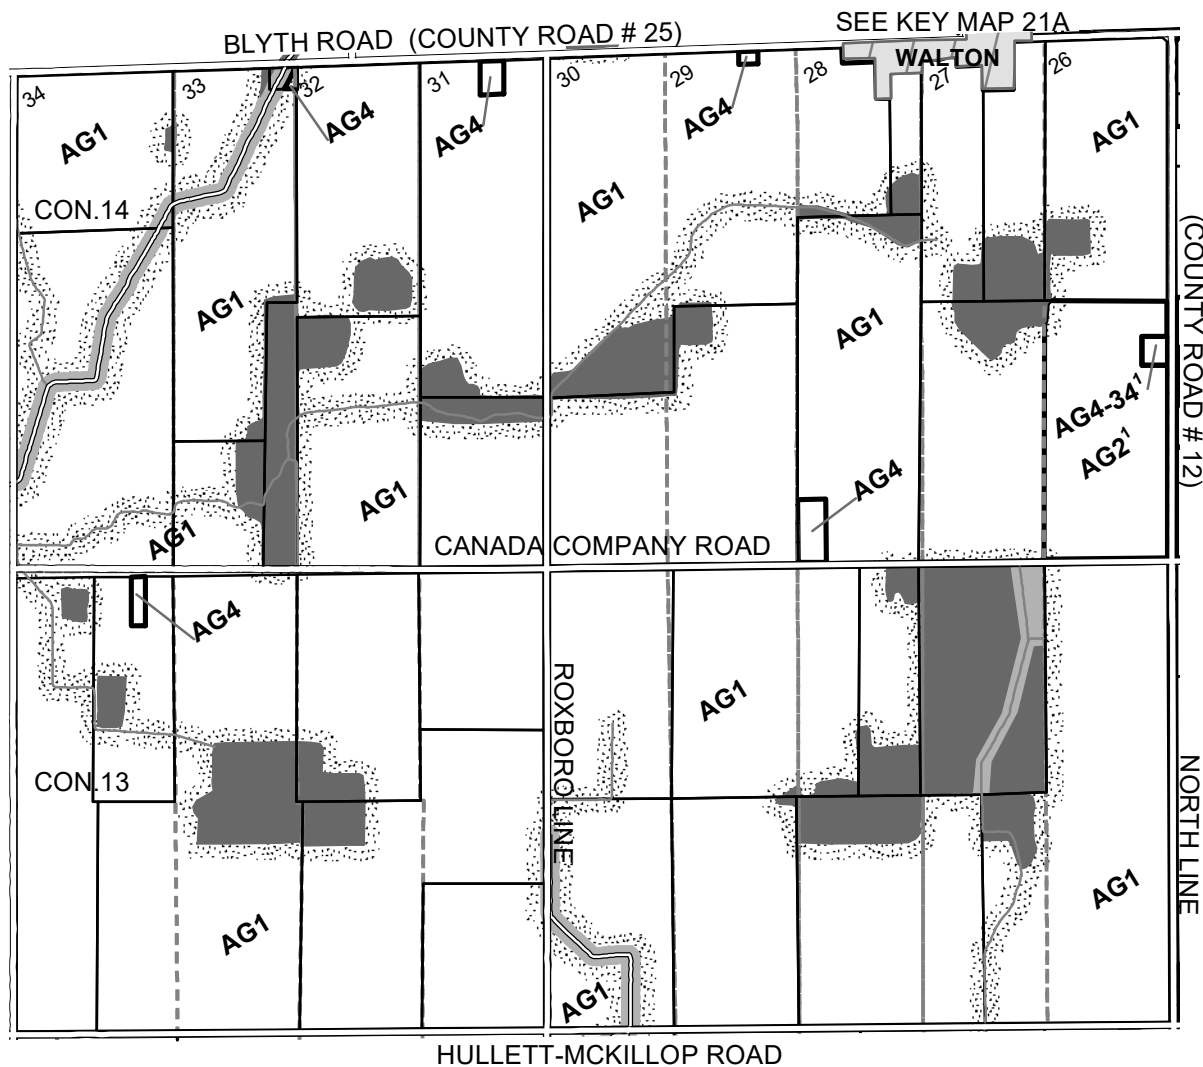 SEE KEY MAP 21A
BLYTH ROAD (COUNTY ROAD # 25)
WALTON
34
33
32
31
30
29
28
27
26
AG1
AG4
AG4
AG4
AG1
CON.14
AG1
AG1
AG1
(COUNTY ROAD # 12)
AG4-34¹
AG2¹
AG4
AG1
AG1
CANADA COMPANY ROAD
AG4
ROXBORO LINE
AG1
CON.13
NORTH LINE
AG1
AG1
AG1
HULLETT-MCKILLOP ROAD